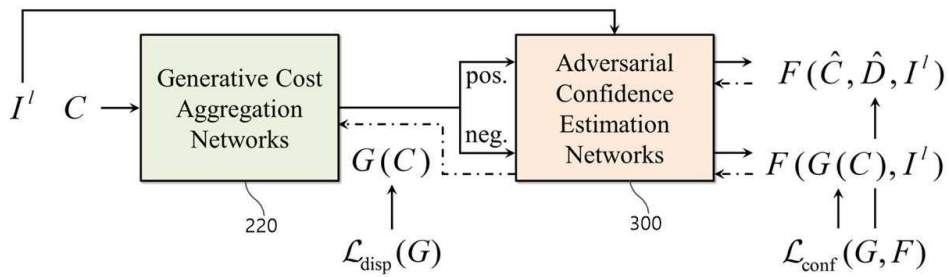 I^l C
Generative Cost
Aggregation
Networks
220
G(C)
L_disp(G)
pos.
neg.
Adversarial
Confidence
Estimation
Networks
300
F(Ĉ, D̂, I^l)
F(G(C), I^l)
L_conf(G, F)